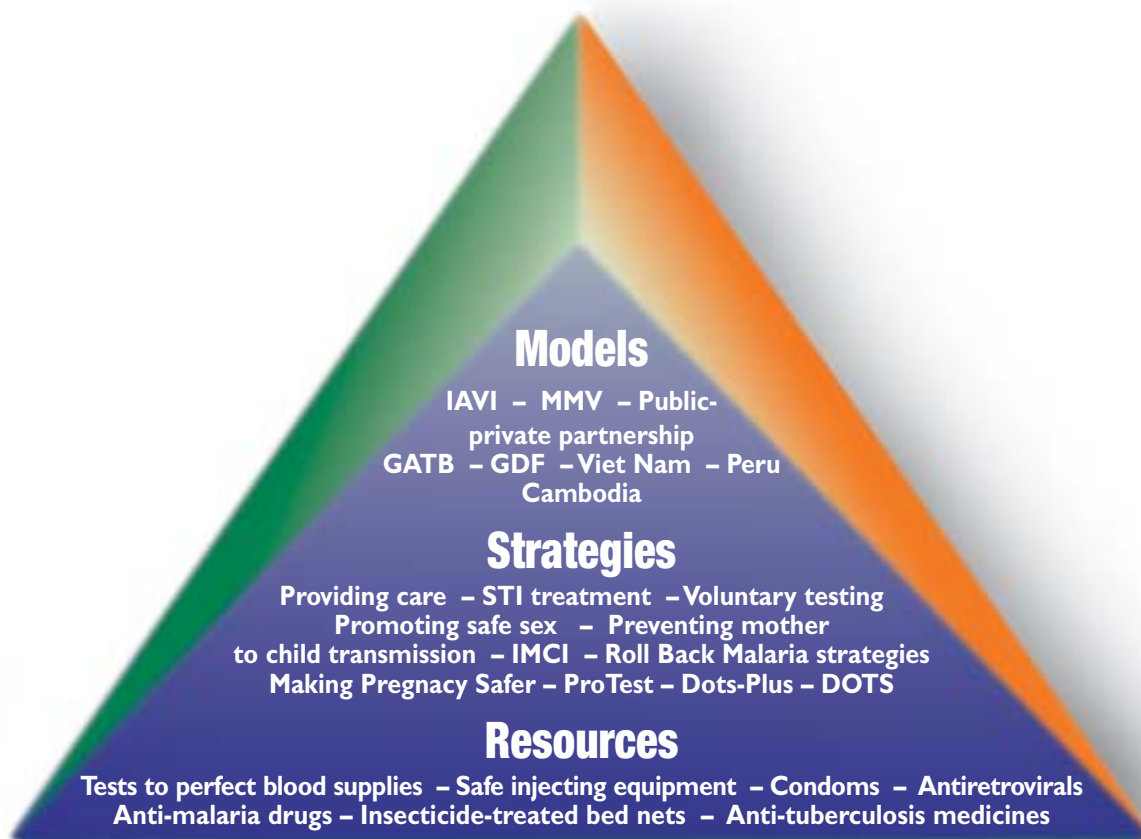 Models
IAVI – MMV – Public-
private partnership
GATB – GDF – Viet Nam – Peru
Cambodia
Strategies
Providing care – STI treatment – Voluntary testing
Promoting safe sex – Preventing mother
to child transmission – IMCI – Roll Back Malaria strategies
Making Pregnancy Safer – ProTest – Dots-Plus – DOTS
Resources
Tests to perfect blood supplies – Safe injecting equipment – Condoms – Antiretrovirals
Anti-malaria drugs – Insecticide-treated bed nets – Anti-tuberculosis medicines